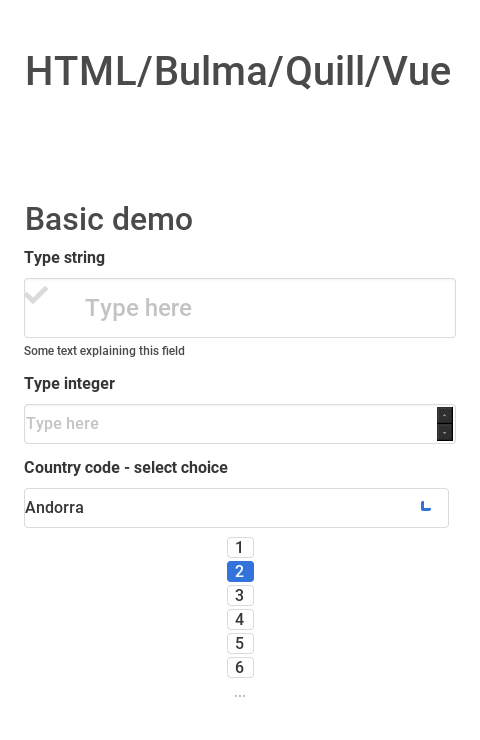 HTML/Bulma/Quill/Vue
Basic demo
Type string
Type here
Some text explaining this field
Type integer
Type here
Country code - select choice
Andorra
1
2
3
4
5
6
...